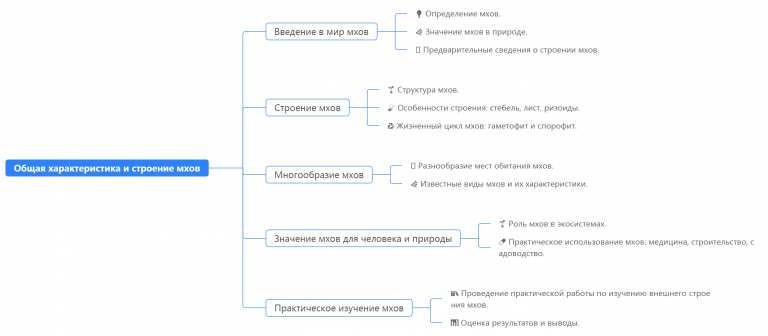 Общая характеристика и строение мхов
Введение в мир мхов
Определение мхов.
Значение мхов в природе.
Предварительные сведения о строении мхов.
Строение мхов
Структура мхов.
Особенности строения: стебель, лист, ризоиды.
Жизненный цикл мхов: гаметофит и спорофит.
Многообразие мхов
Разнообразие мест обитания мхов.
Известные виды мхов и их характеристики.
Значение мхов для человека и природы
Роль мхов в экосистемах.
Практическое использование мхов: медицина, строительство, с
адоводство.
Практическое изучение мхов
Проведение практической работы по изучению внешнего строе
ния мхов.
Оценка результатов и выводы.